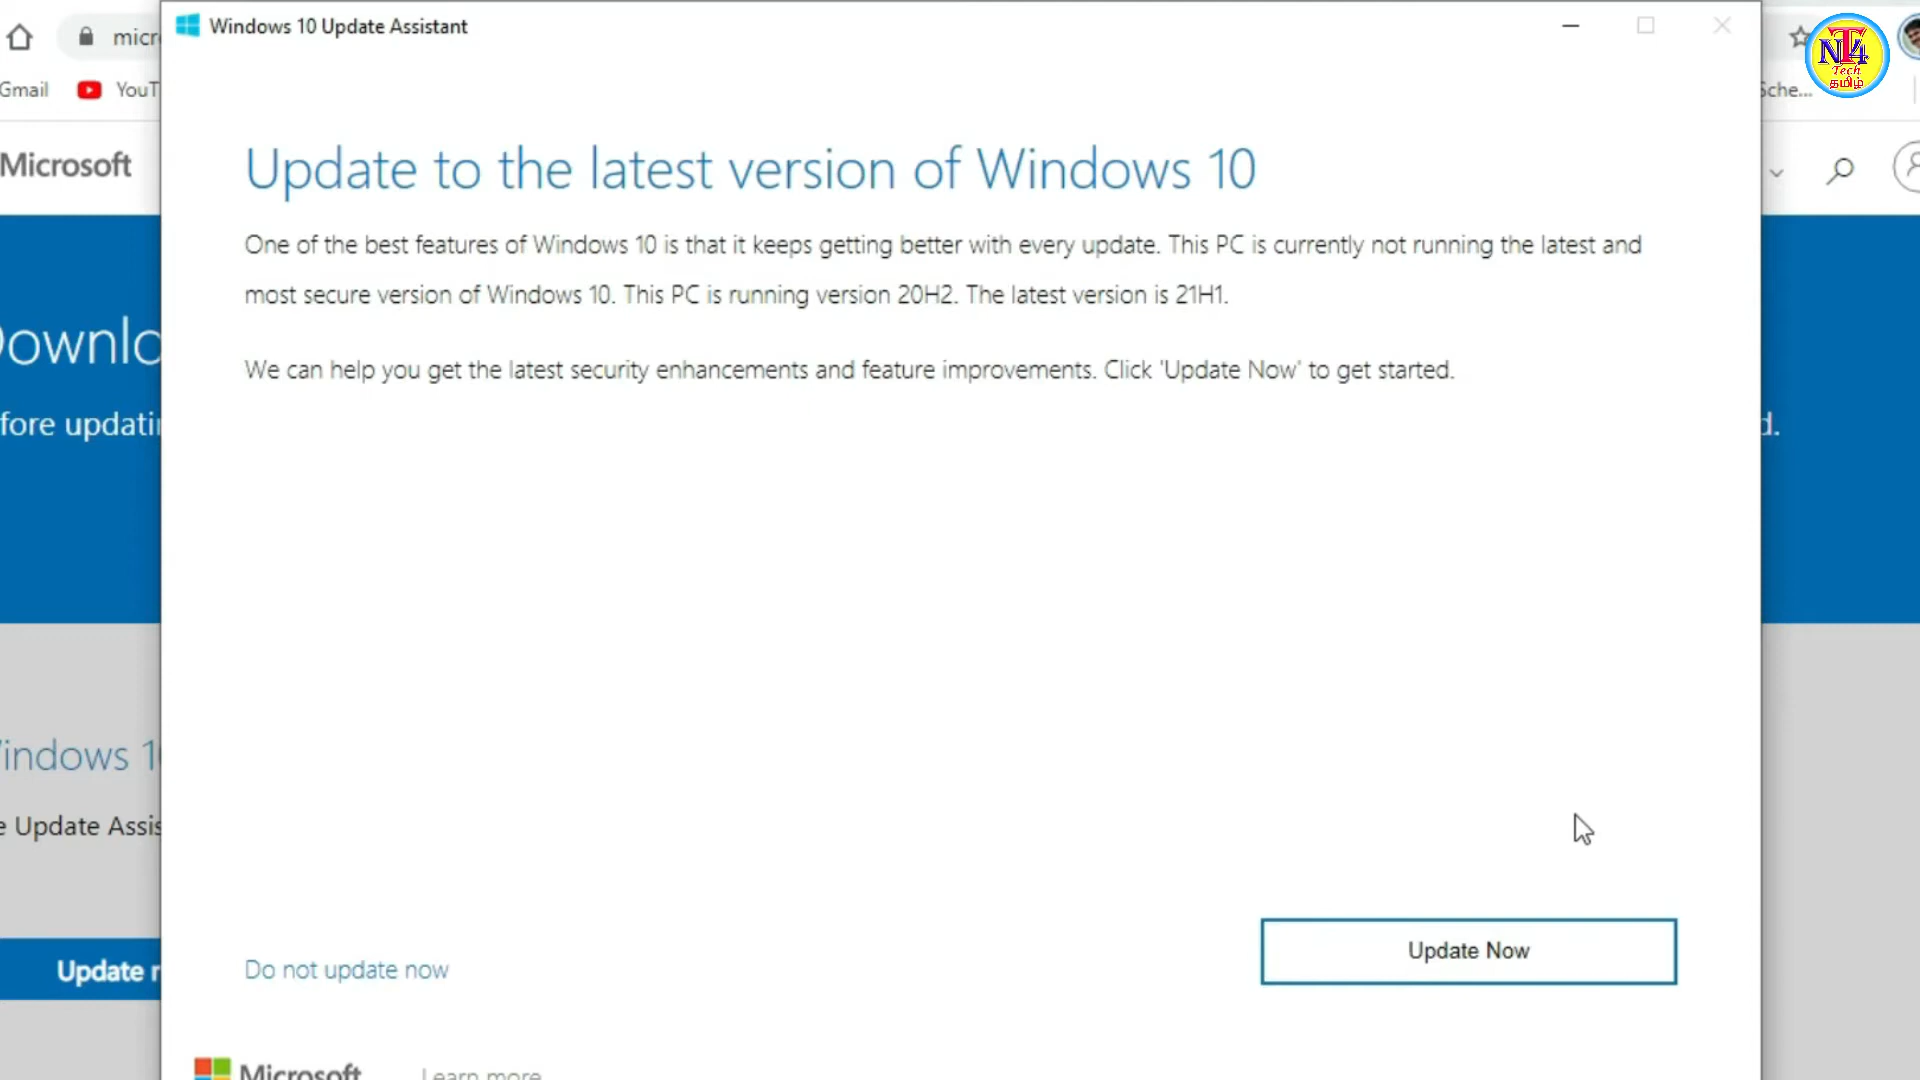 Windows 10 Update Assistant
Gmail
Microsoft
Update to the latest version of Windows 10
One of the best features of Windows 10 is that it keeps getting better with every update. This PC is currently not running the latest and
most secure version of Windows 10. This PC is running version 20H2. The latest version is 21H1.
We can help you get the latest security enhancements and feature improvements. Click 'Update Now' to get started.
Do not update now
Update Now
Microsoft
Learn more
micr
YouT
Sche...
NT4
Tech
தமிழ்
Downlo
fore updati
d.
indows 10
e Update Assis
Update n